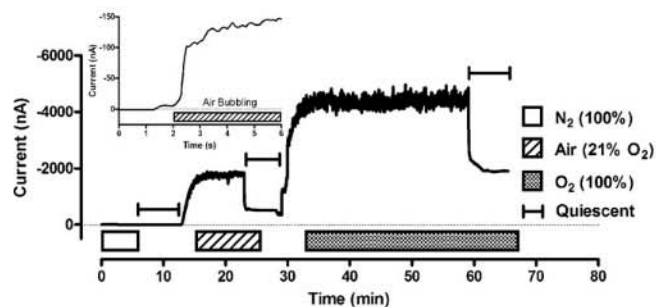 -150
-100
-50
0
Current (nA)
Air Bubbling
0 1 2 3 4 5 6
Time (s)
-6000
-4000
-2000
0
Current (nA)
N₂ (100%)
Air (21% O₂)
O₂ (100%)
Quiescent
0 10 20 30 40 50 60 70 80
Time (min)